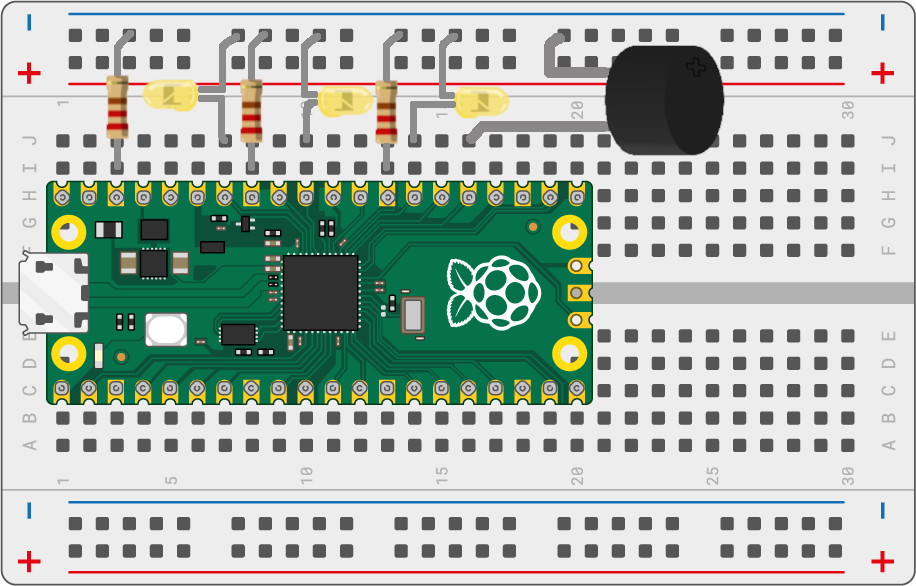 - -
+ +
1 10 15 20 30
J J
I I
H H
G G
F F
E E
D D
C C
B B
A A
1 5 10 15 20 25 30
- -
+ +